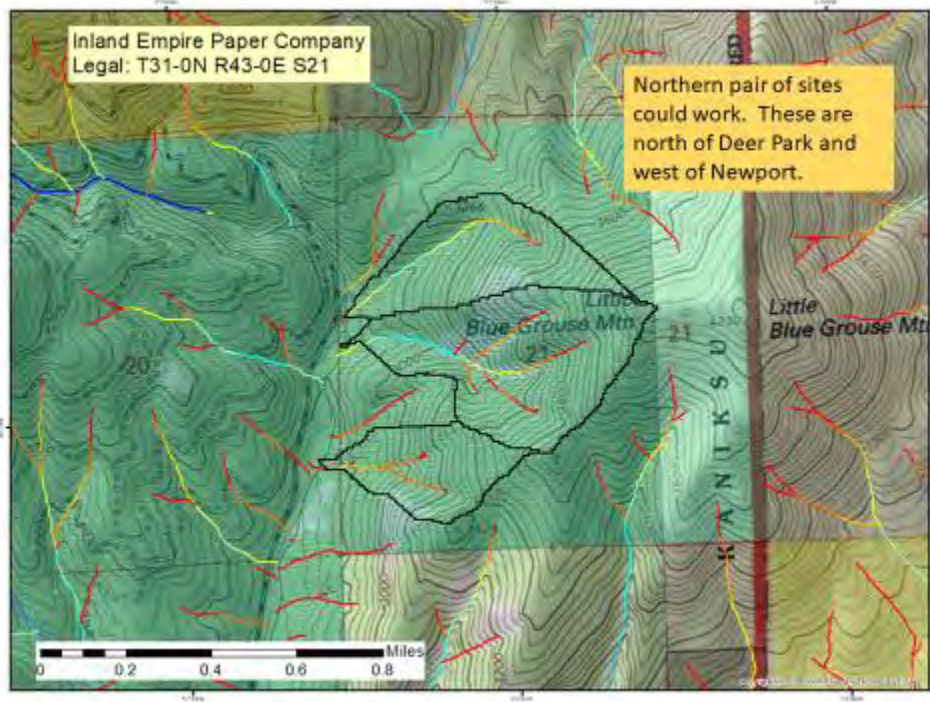 Inland Empire Paper Company
Legal: T31-0N R43-0E S21
Northern pair of sites
could work. These are
north of Deer Park and
west of Newport.
Little
Blue Grouse Mtn
Little
Blue Grouse Mtn
20
21
21
KANIKSU
Miles
0
0.2
0.4
0.6
0.8